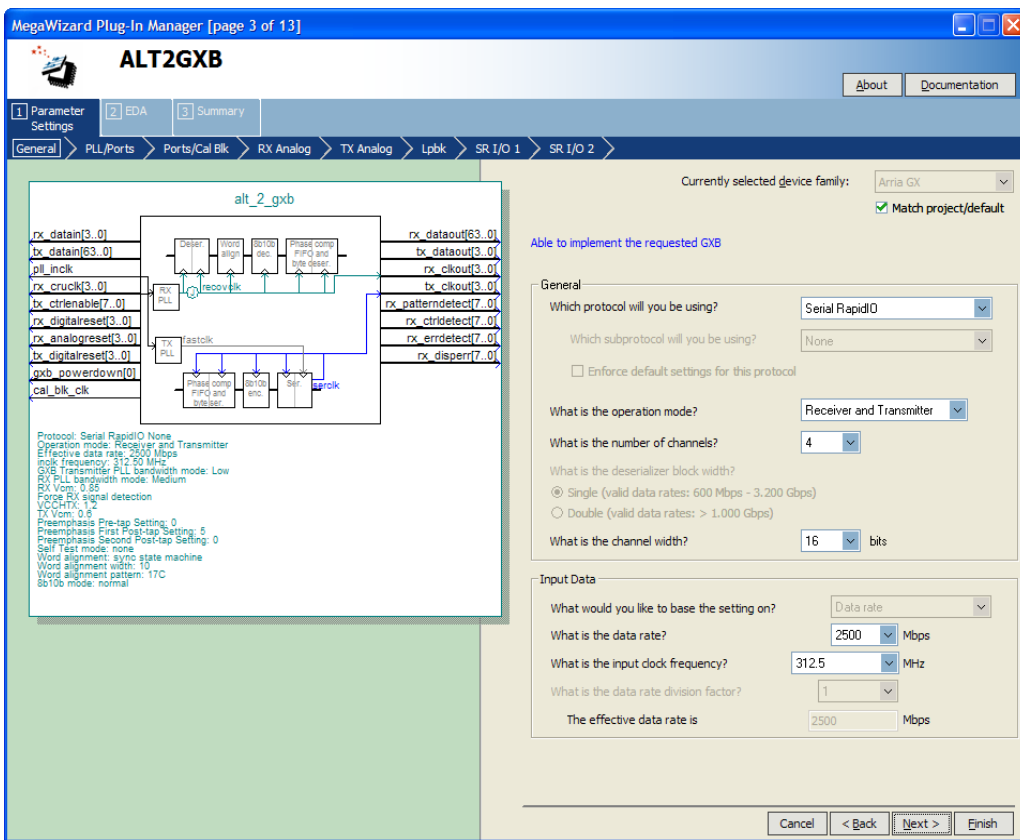 MegaWizard Plug-In Manager [page 3 of 13]
ALT2GXB
About
Documentation
1 Parameter Settings
2 EDA
3 Summary
General
PLL/Ports
Ports/Cal Blk
RX Analog
TX Analog
Lpbk
SR I/O 1
SR I/O 2
Currently selected device family:
Arria GX
Match project/default
alt_2_gxb
rx_datain[3..0]
tx_datain[63..0]
pll_inclk
rx_cruclk[3..0]
tx_ctrlenable[7..0]
rx_digitalreset[3..0]
rx_analogreset[3..0]
tx_digitalreset[3..0]
gxb_powerdown[0]
cal_blk_clk
Deser.
Word align
8b10b dec.
Phase comp FIFO and byte deser.
RX PLL
recovclk
TX PLL
fastclk
Phase comp FIFO and byte ser.
8b10b enc.
Ser.
serclk
rx_dataout[63..0]
tx_dataout[3..0]
rx_clkout[3..0]
tx_clkout[3..0]
rx_patterndetect[7..0]
rx_ctrldetect[7..0]
rx_errdetect[7..0]
rx_disperr[7..0]
Protocol: Serial RapidIO None
Operation mode: Receiver and Transmitter
Effective data rate: 2500 Mbps
inclk frequency: 312.50 MHz
GXB Transmitter PLL bandwidth mode: Low
RX PLL bandwidth mode: Medium
RX Vcm: 0.85
Force RX signal detection
VCCHTX: 1.2
TX Vcm: 0.6
Preemphasis Pre-tap Setting: 0
Preemphasis First Post-tap Setting: 5
Preemphasis Second Post-tap Setting: 0
Self Test mode: none
Word alignment: sync state machine
Word alignment width: 10
Word alignment pattern: 17C
8b10b mode: normal
Able to implement the requested GXB
General
Which protocol will you be using?
Serial RapidIO
Which subprotocol will you be using?
None
Enforce default settings for this protocol
What is the operation mode?
Receiver and Transmitter
What is the number of channels?
4
What is the deserializer block width?
Single (valid data rates: 600 Mbps - 3.200 Gbps)
Double (valid data rates: > 1.000 Gbps)
What is the channel width?
16 bits
Input Data
What would you like to base the setting on?
Data rate
What is the data rate?
2500 Mbps
What is the input clock frequency?
312.5 MHz
What is the data rate division factor?
1
The effective data rate is
2500 Mbps
Cancel
< Back
Next >
Finish